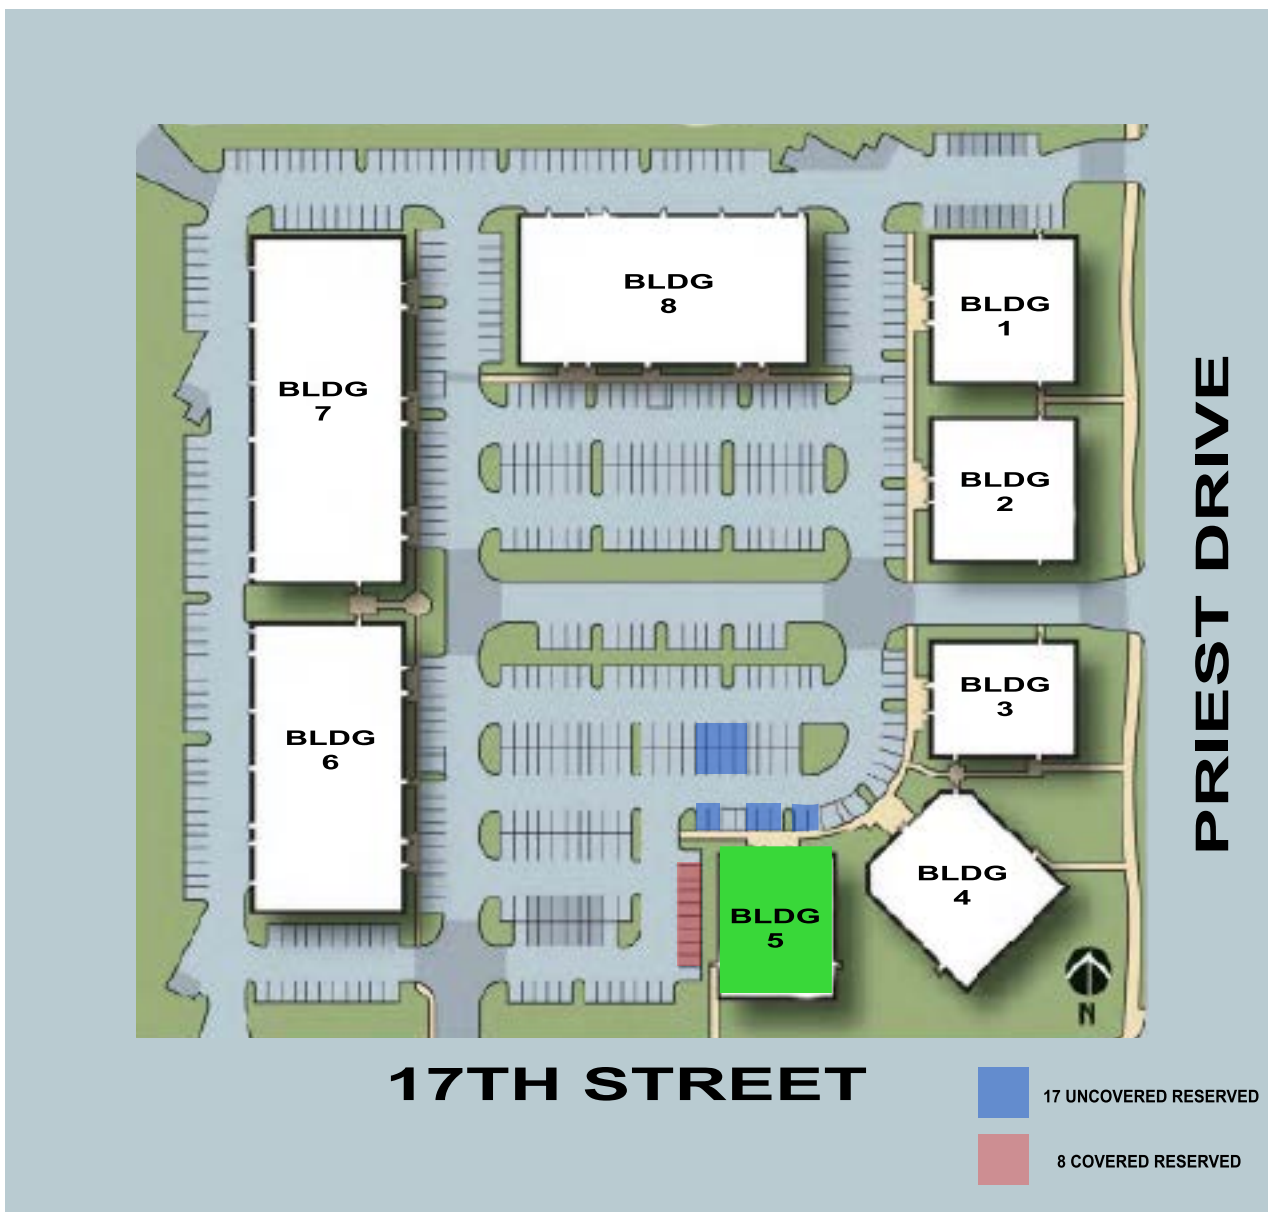 BLDG
8
BLDG
1
BLDG
7
BLDG
2
BLDG
3
BLDG
6
BLDG
4
BLDG
5
PRIEST DRIVE
N
17TH STREET
17 UNCOVERED RESERVED
8 COVERED RESERVED